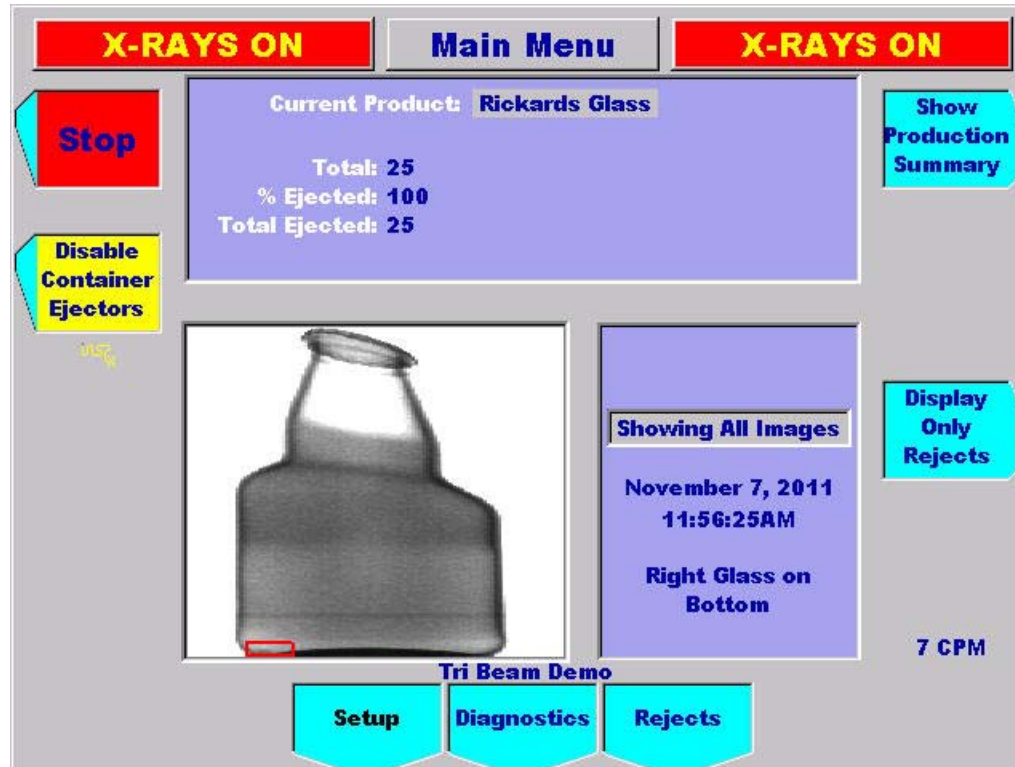 X-RAYS ON
Main Menu
X-RAYS ON
Stop
Current Product: Rickards Glass
Total: 25
% Ejected: 100
Total Ejected: 25
Show
Production
Summary
Disable
Container
Ejectors
Showing All Images
November 7, 2011
11:56:25AM
Right Glass on
Bottom
Display
Only
Rejects
7 CPM
Tri Beam Demo
Setup
Diagnostics
Rejects